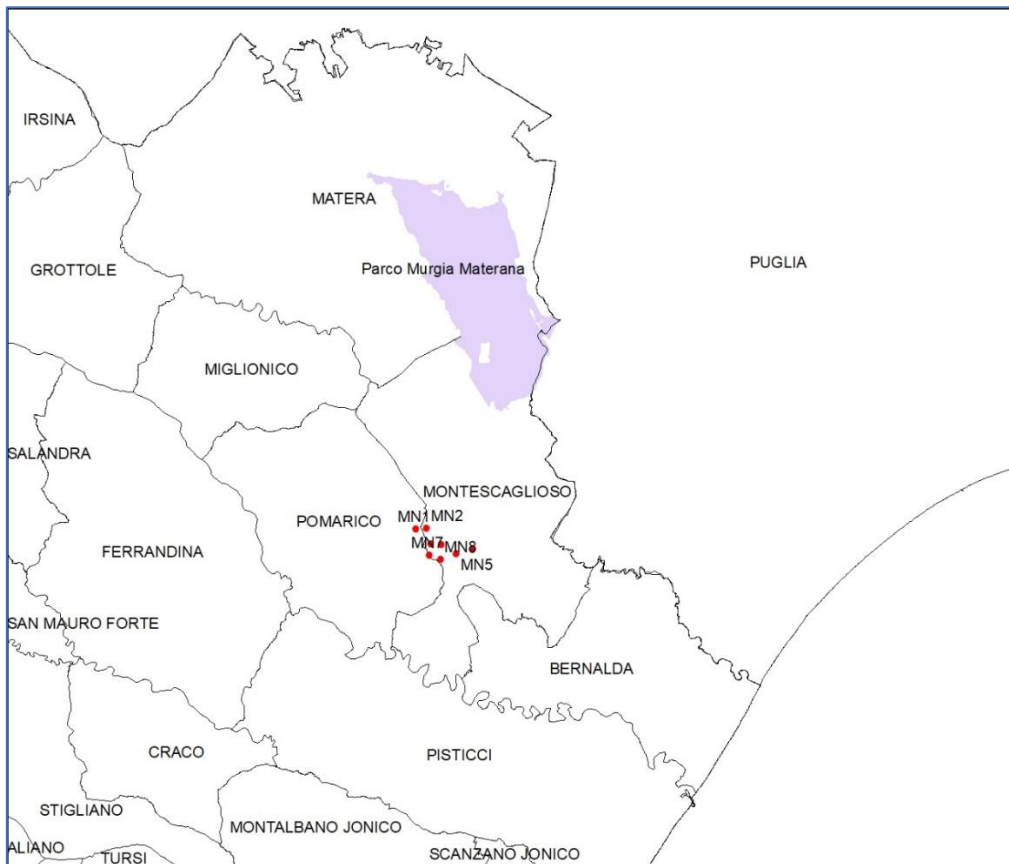 IRSINA
MATERA
GROTTOLE
Parco Murgia Materana
PUGLIA
MIGLIONICO
SALANDRA
MONTESCAGLIOSO
POMARICO
MN1
MN2
FERRANDINA
MN7
MN8
MN5
SAN MAURO FORTE
BERNALDA
CRACO
PISTICCI
STIGLIANO
MONTALBANO JONICO
ALIANO
TURSI
SCANZANO JONICO